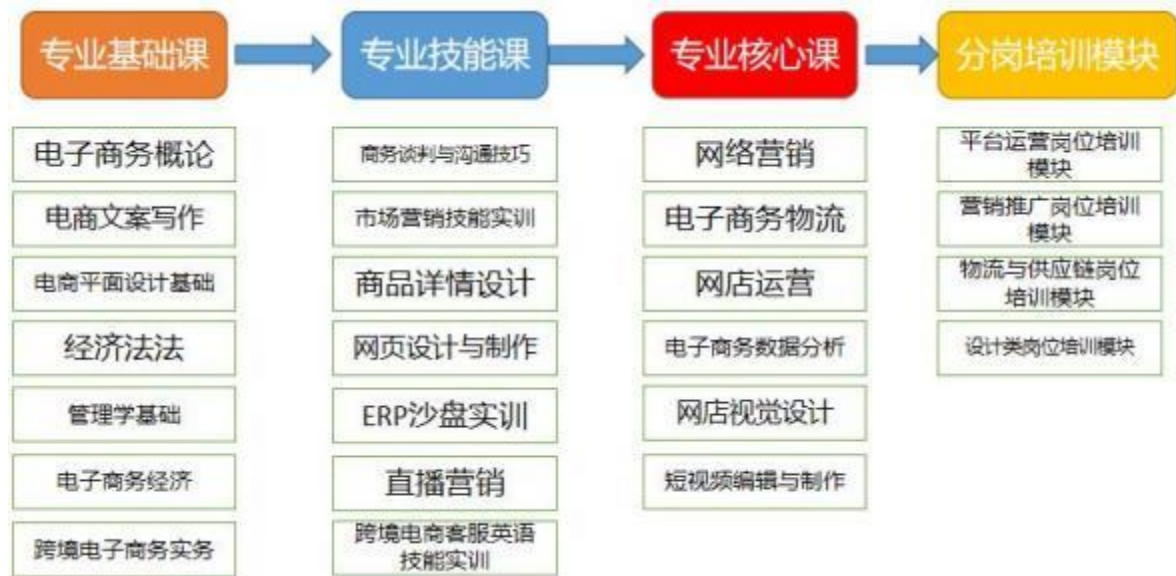 专业基础课
专业技能课
专业核心课
分岗培训模块
电子商务概论
电商文案写作
电商平面设计基础
经济法法
管理学基础
电子商务经济
跨境电子商务实务
商务谈判与沟通技巧
市场营销技能实训
商品详情设计
网页设计与制作
ERP沙盘实训
直播营销
跨境电商客服英语
技能实训
网络营销
电子商务物流
网店运营
电子商务数据分析
网店视觉设计
短视频编辑与制作
平台运营岗位培训
模块
营销推广岗位培训
模块
物流与供应链岗位
培训模块
设计类岗位培训模块